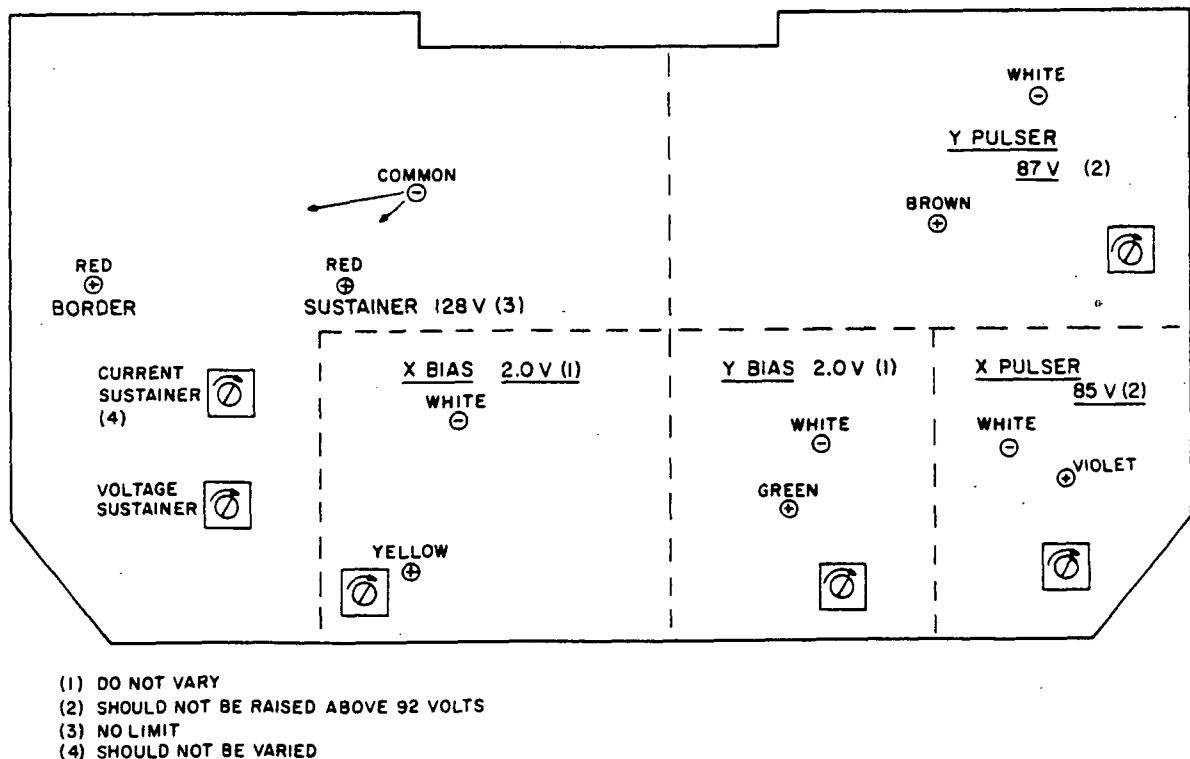 WHITE
Y PULSER
87 V (2)
COMMON
BROWN
RED
BORDER
RED
SUSTAINER 128 V (3)
CURRENT
SUSTAINER
(4)
VOLTAGE
SUSTAINER
X BIAS 2.0 V (1)
WHITE
YELLOW
Y BIAS 2.0 V (1)
WHITE
GREEN
X PULSER
85 V (2)
WHITE
VIOLET
(1) DO NOT VARY
(2) SHOULD NOT BE RAISED ABOVE 92 VOLTS
(3) NO LIMIT
(4) SHOULD NOT BE VARIED